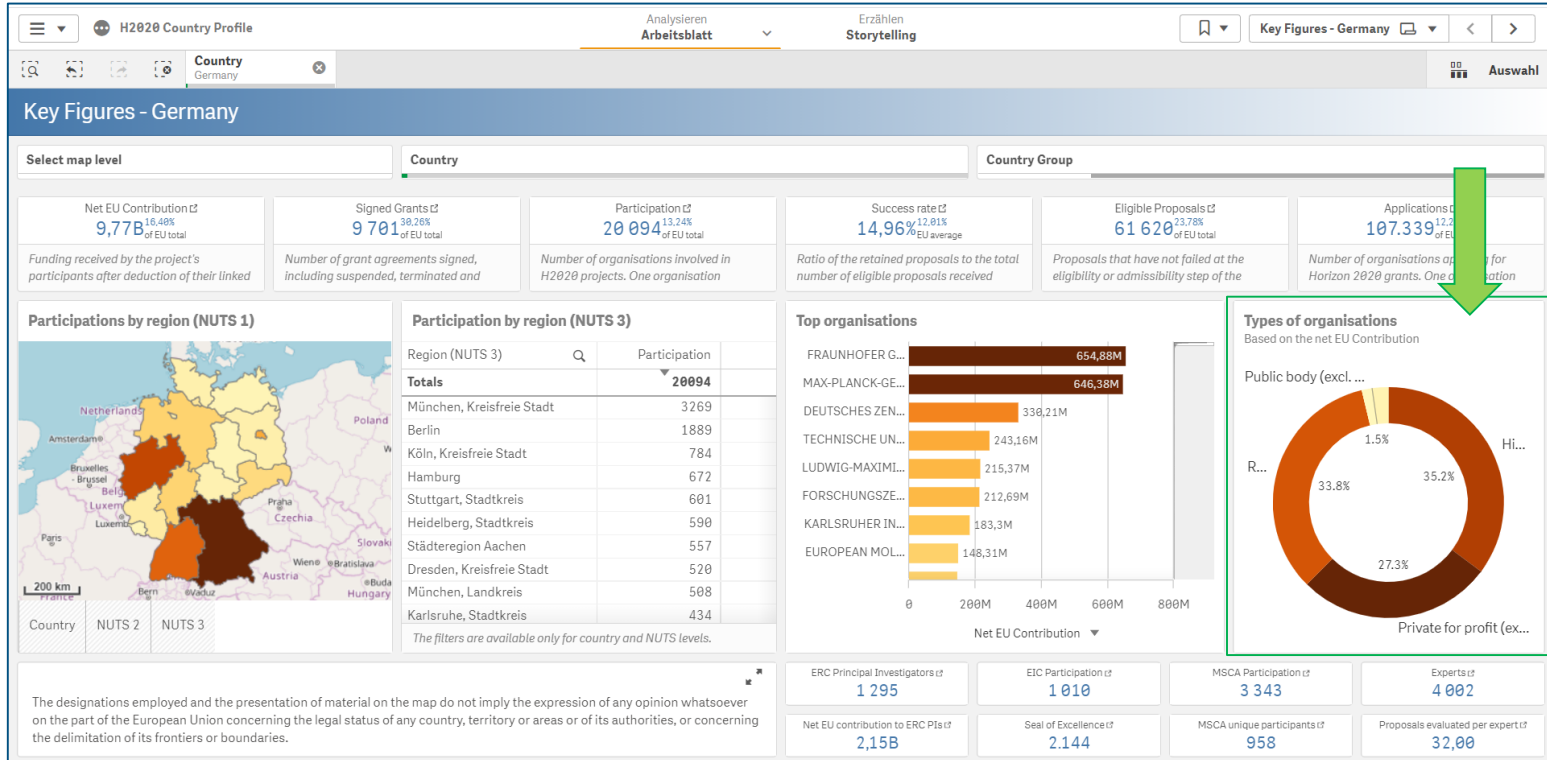 H2020 Country Profile
Analysieren
Arbeitsblatt
Erzählen
Storytelling
Key Figures - Germany
Country
Germany
Auswahl
Key Figures - Germany
Select map level
Country
Country Group
Net EU Contribution
9,77B 16,40% of EU total
Funding received by the project's
participants after deduction of their linked
Signed Grants
9 701 30,26% of EU total
Number of grant agreements signed,
including suspended, terminated and
Participation
20 094 13,24% of EU total
Number of organisations involved in
H2020 projects. One organisation
Success rate
14,96% 12,01% EU average
Ratio of the retained proposals to the total
number of eligible proposals received
Eligible Proposals
61 620 23,78% of EU total
Proposals that have not failed at the
eligibility or admissibility step of the
Applications
107.339 12,2 of EU
Number of organisations for
Horizon 2020 grants. One
Participations by region (NUTS 1)
Netherlands
Amsterdam
Poland
Bruxelles
- Brussel
Belg
Luxem
Luxemb
Praha
Czechia
Paris
Slovak
Wien
Bratislava
Austria
Buda
Hungary
200 km
France
Bern
Vaduz
Country
NUTS 2
NUTS 3
Participation by region (NUTS 3)
Region (NUTS 3) Participation
Totals 20094
München, Kreisfreie Stadt 3269
Berlin 1889
Köln, Kreisfreie Stadt 784
Hamburg 672
Stuttgart, Stadtkreis 601
Heidelberg, Stadtkreis 590
Städteregion Aachen 557
Dresden, Kreisfreie Stadt 520
München, Landkreis 508
Karlsruhe, Stadtkreis 434
The filters are available only for country and NUTS levels.
Top organisations
FRAUNHOFER G... 654,88M
MAX-PLANCK-GE... 646,38M
DEUTSCHES ZEN... 330,21M
TECHNISCHE UN... 243,16M
LUDWIG-MAXIMI... 215,37M
FORSCHUNGSZE... 212,69M
KARLSRUHER IN... 183,3M
EUROPEAN MOL... 148,31M
0 200M 400M 600M 800M
Net EU Contribution
Types of organisations
Based on the net EU Contribution
Public body (excl. ...
1.5%
Hi...
R...
33.8%
35.2%
27.3%
Private for profit (ex...
The designations employed and the presentation of material on the map do not imply the expression of any opinion whatsoever
on the part of the European Union concerning the legal status of any country, territory or areas or of its authorities, or concerning
the delimitation of its frontiers or boundaries.
ERC Principal Investigators
1 295
EIC Participation
1 010
MSCA Participation
3 343
Experts
4 002
Net EU contribution to ERC PIs
2,15B
Seal of Excellence
2.144
MSCA unique participants
958
Proposals evaluated per expert
32,00